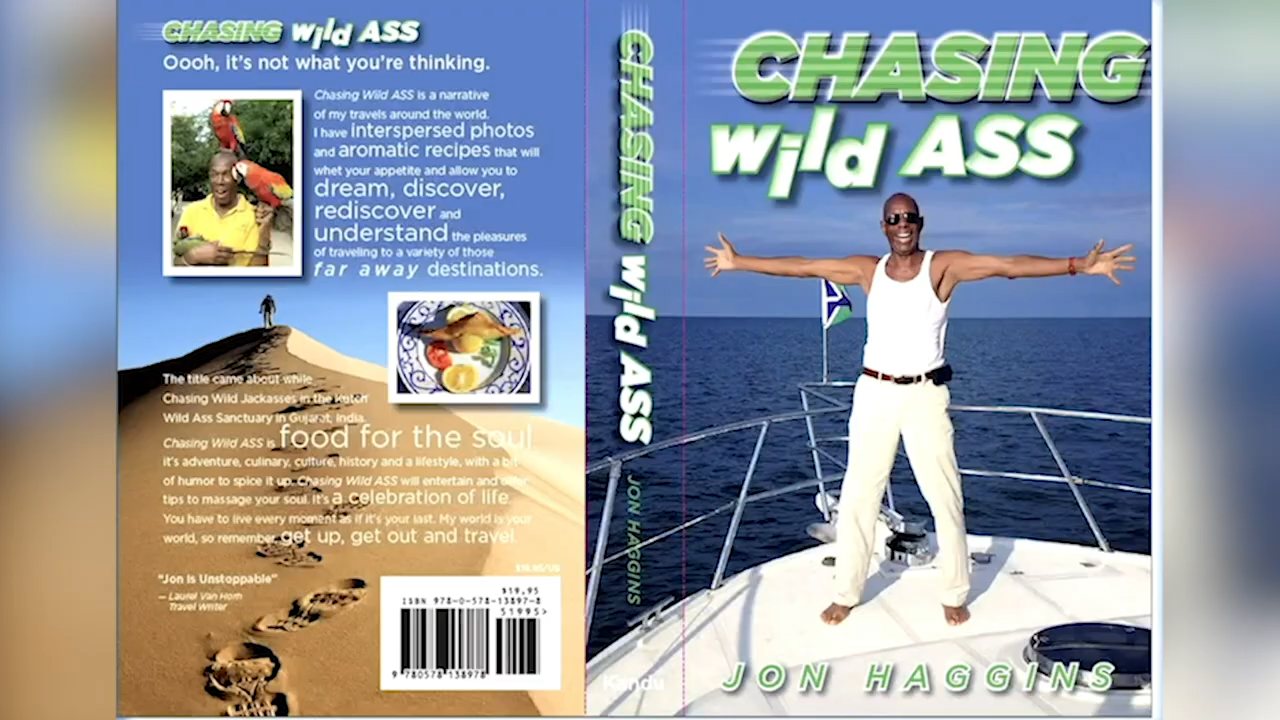 CHASING wild ASS
Oooh, it's not what you're thinking.
Chasing Wild ASS is a narrative
of my travels around the world.
I have interspersed photos
and aromatic recipes that will
whet your appetite and allow you to
dream, discover,
rediscover and
understand the pleasures
of traveling to a variety of those
far away destinations.
The title came about while
Chasing Wild Jackasses in the Kutch
Wild Ass Sanctuary in Gujarat, India.
Chasing Wild ASS is food for the soul
it's adventure, culinary, culture, history and a lifestyle, with a bit
of humor to spice it up. Chasing Wild ASS will entertain and offer
tips to massage your soul. It's a celebration of life.
You have to live every moment as if it's your last. My world is your
world, so remember get up, get out and travel.
"Jon is Unstoppable"
— Laurel Van Horn
Travel Writer
$19.95/US
$19.95
ISBN 978-0-578-13897-8
51995>
9 780578 138978
CHASING wild ASS
JON HAGGINS
Kandu
CHASING
wild ASS
JON HAGGINS